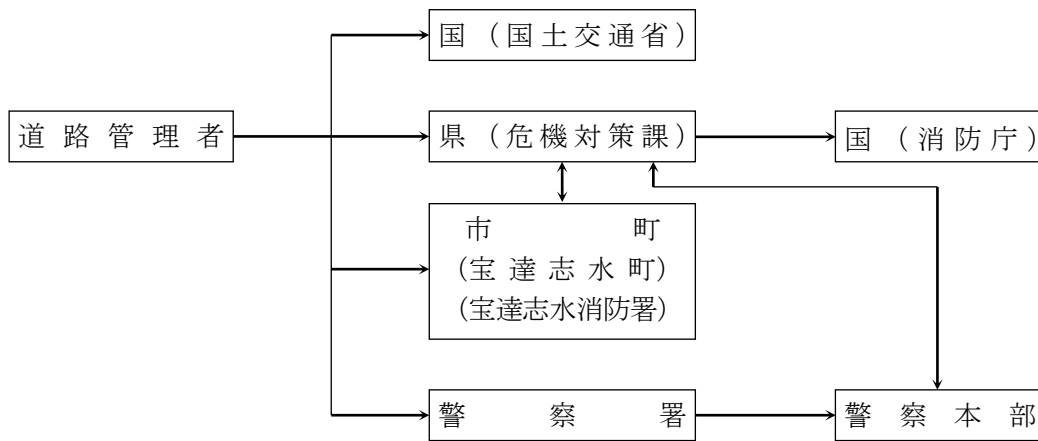 国（国土交通省）
道路管理者
県（危機対策課）
国（消防庁）
市町
（宝達志水町）
（宝達志水消防署）
警察署
警察本部